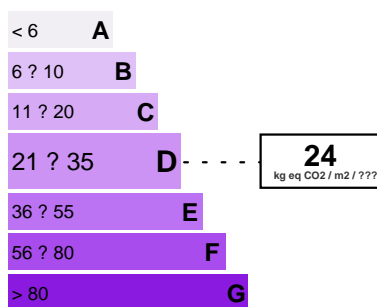 < 6 A
6 ? 10 B
11 ? 20 C
21 ? 35 D
24
kg eq CO2 / m2 / ???
36 ? 55 E
56 ? 80 F
> 80 G